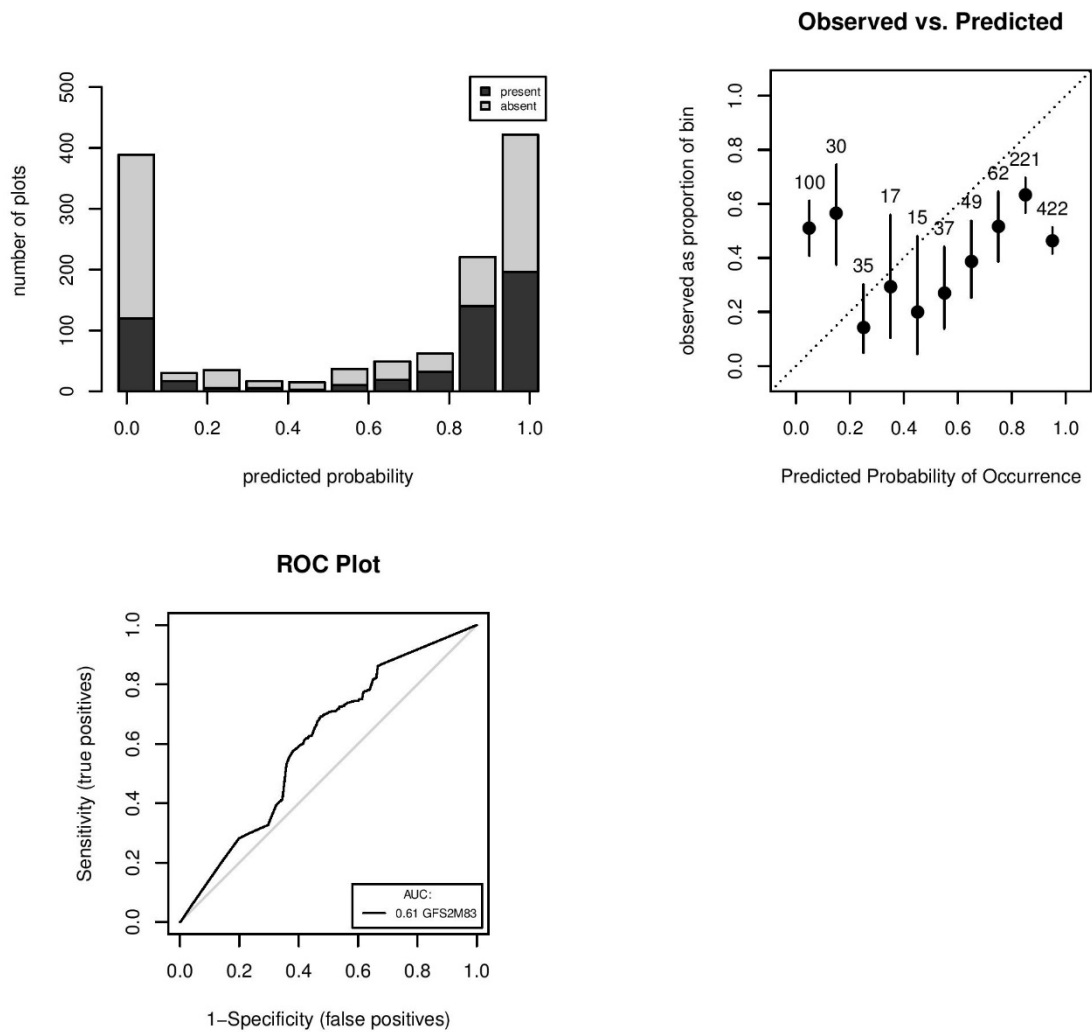 number of plots
500
400
300
200
100
0
present
absent
0.0 0.2 0.4 0.6 0.8 1.0
predicted probability
Observed vs. Predicted
observed as proportion of bin
1.0
0.8
0.6
0.4
0.2
0.0
100
30
35
17
15
37
49
62
221
422
0.0 0.2 0.4 0.6 0.8 1.0
Predicted Probability of Occurrence
ROC Plot
Sensitivity (true positives)
1.0
0.8
0.6
0.4
0.2
0.0
AUC:
0.61 GFS2M83
0.0 0.2 0.4 0.6 0.8 1.0
1−Specificity (false positives)